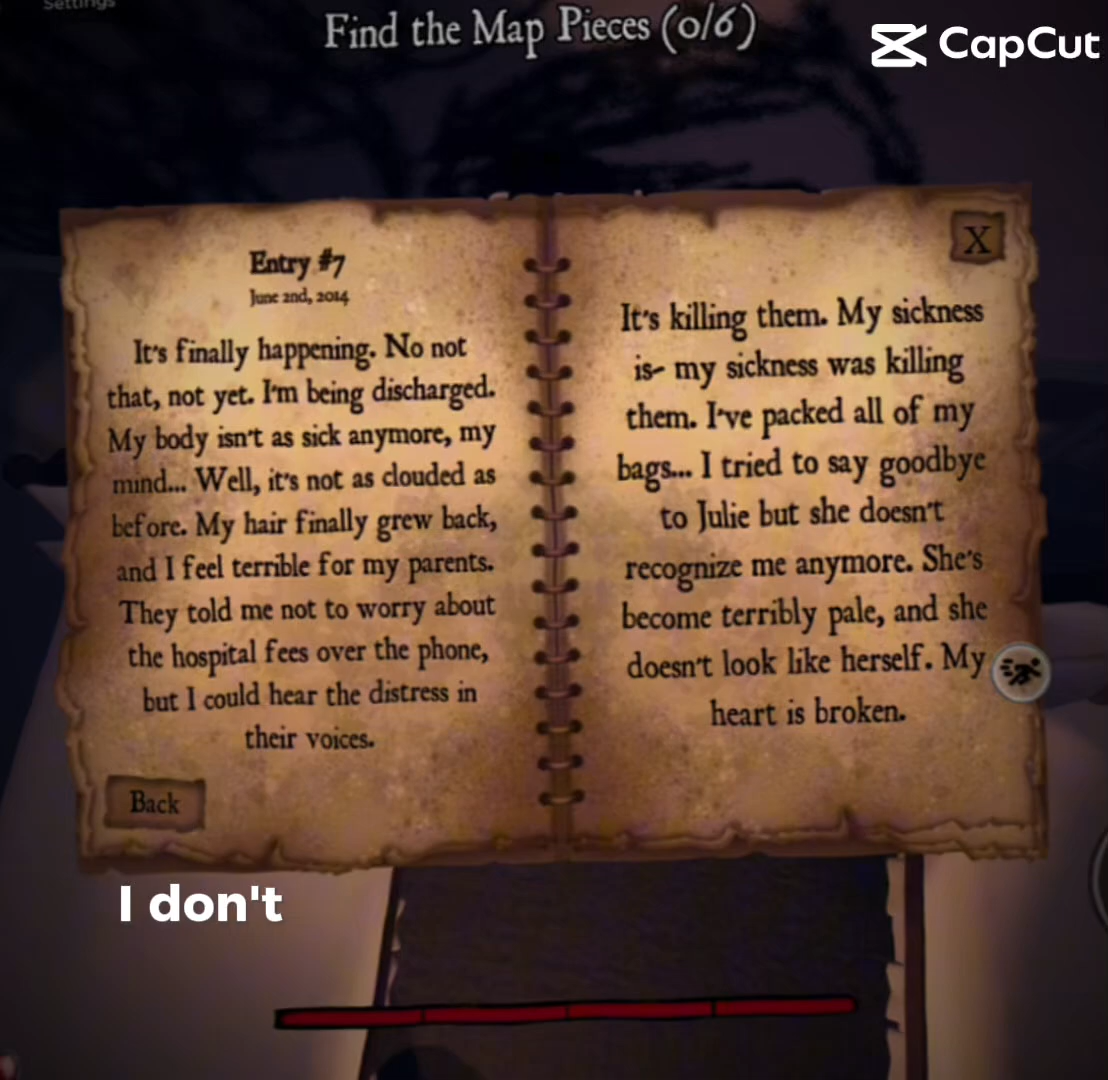 Settings
Find the Map Pieces (0/6)
CapCut
Entry #7
June 2nd, 2014
It's finally happening. No not
that, not yet. I'm being discharged.
My body isn't as sick anymore, my
mind... Well, it's not as clouded as
before. My hair finally grew back,
and I feel terrible for my parents.
They told me not to worry about
the hospital fees over the phone,
but I could hear the distress in
their voices.
Back
X
It's killing them. My sickness
is- my sickness was killing
them. I've packed all of my
bags... I tried to say goodbye
to Julie but she doesn't
recognize me anymore. She's
become terribly pale, and she
doesn't look like herself. My
heart is broken.
I don't